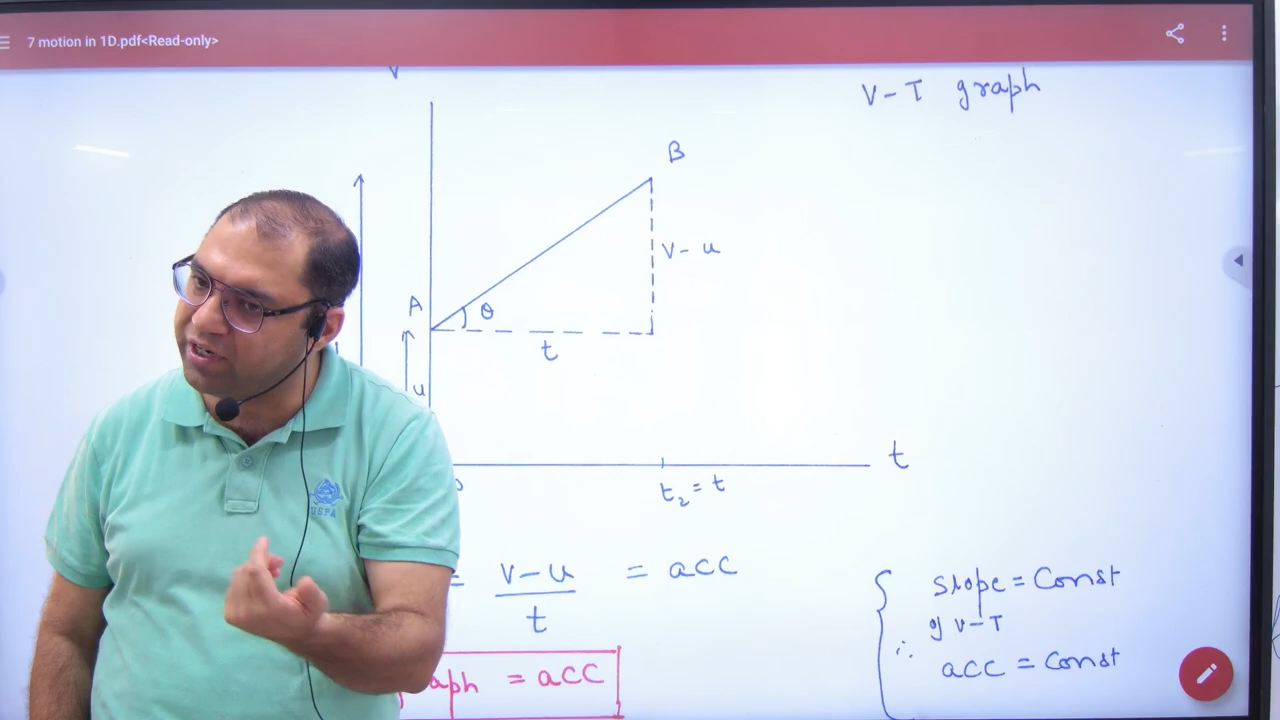 7 motion in 1D.pdf<Read-only>
V
V-T graph
B
V-u
A
θ
t
u
t
t₂ = t
USPA
= V-u/t = acc
slope = Const
of V-T
∴ acc = Const
aph = acc